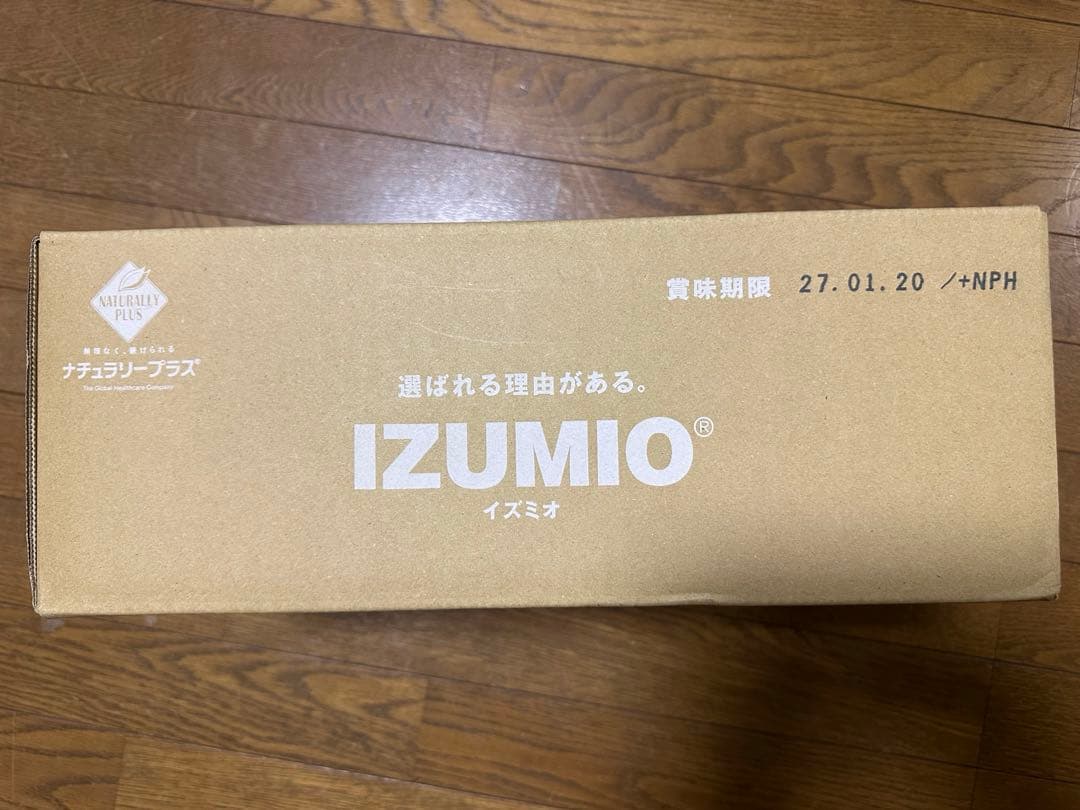 NATURALLY
PLUS
無理なく、続けられる
ナチュラリープラス®
The Global Healthcare Company
賞味期限 27.01.20 /+NPH
選ばれる理由がある。
IZUMIO®
イズミオ